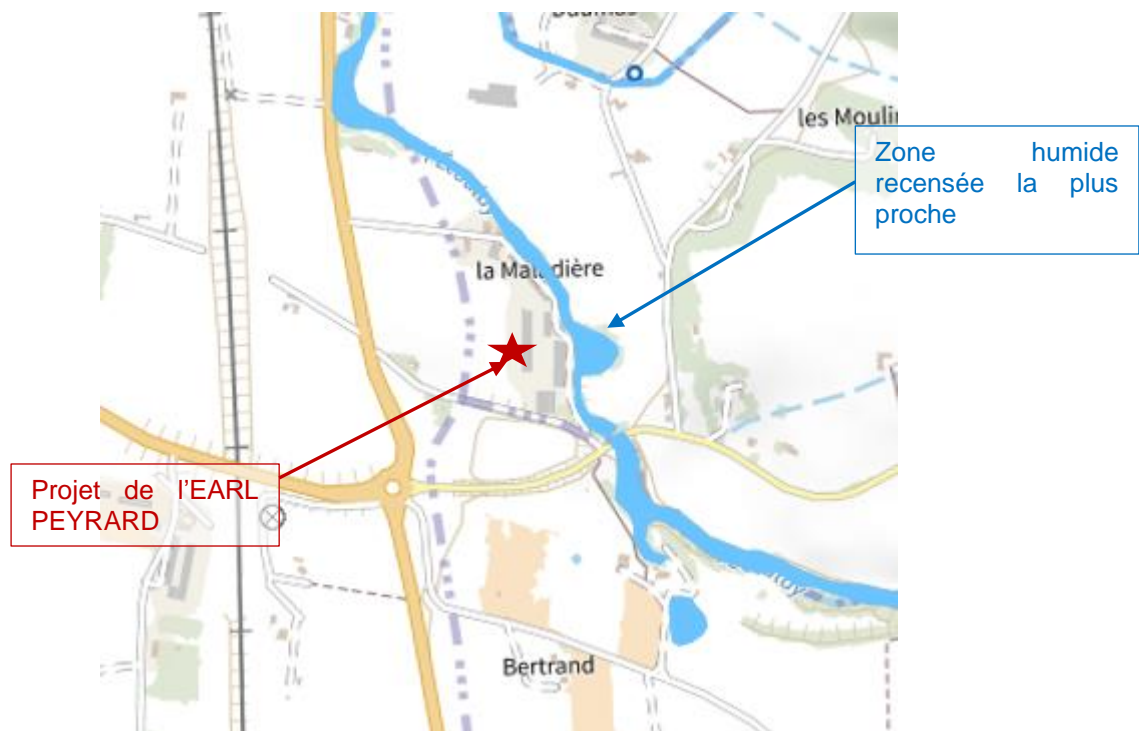 les Moulin
Zone humide
recensée la plus
proche
la Maladière
Projet de l'EARL
PEYRARD
Bertrand